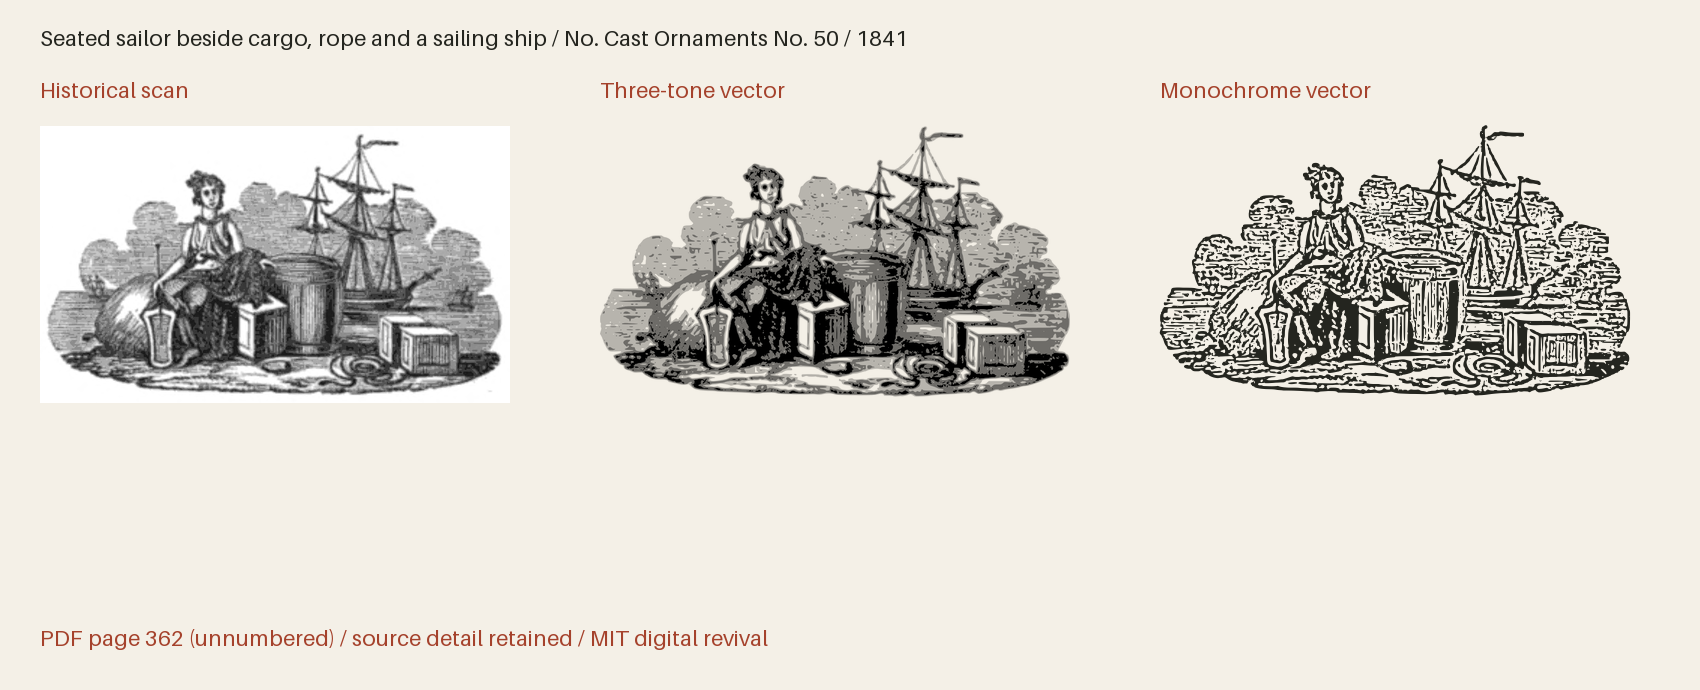 Seated sailor beside cargo, rope and a sailing ship / No. Cast Ornaments No. 50 / 1841
Historical scan
Three-tone vector
Monochrome vector
PDF page 362 (unnumbered) / source detail retained / MIT digital revival